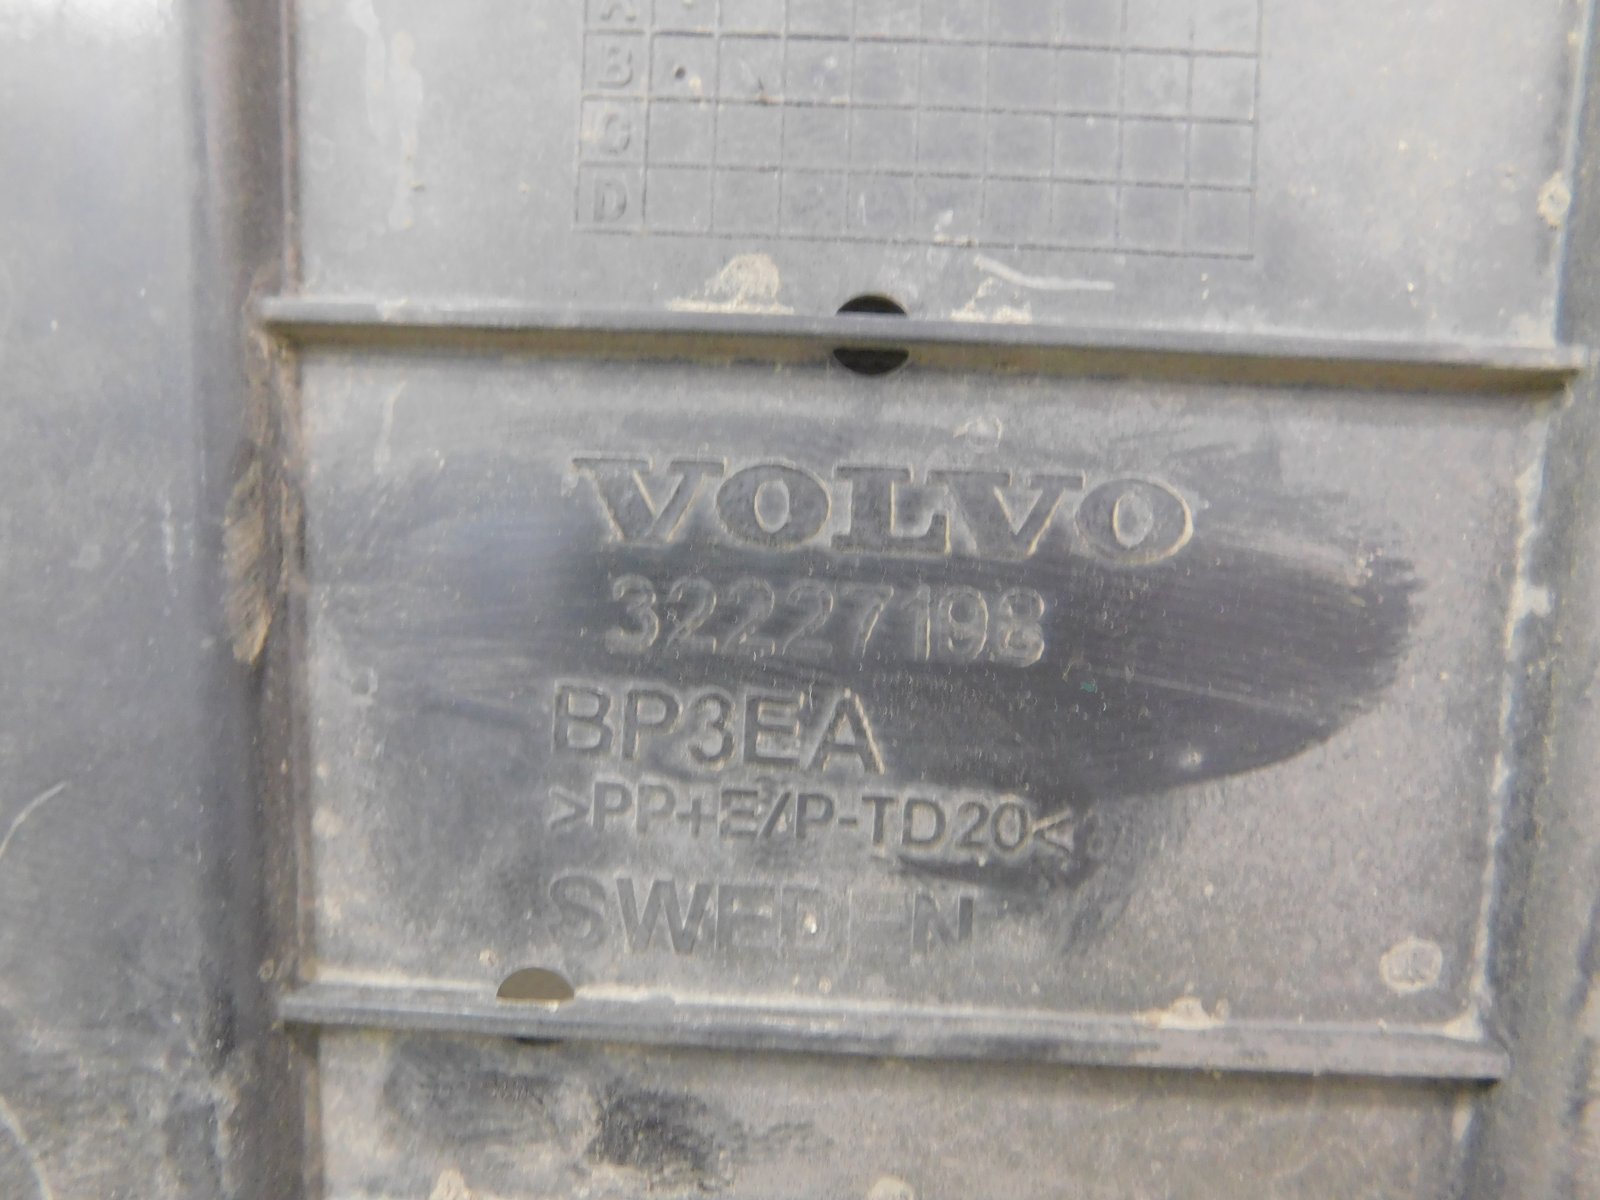 A
B
C
D
VOLVO
32227198
BP3EA
>PP+E/P-TD20<
SWEDEN